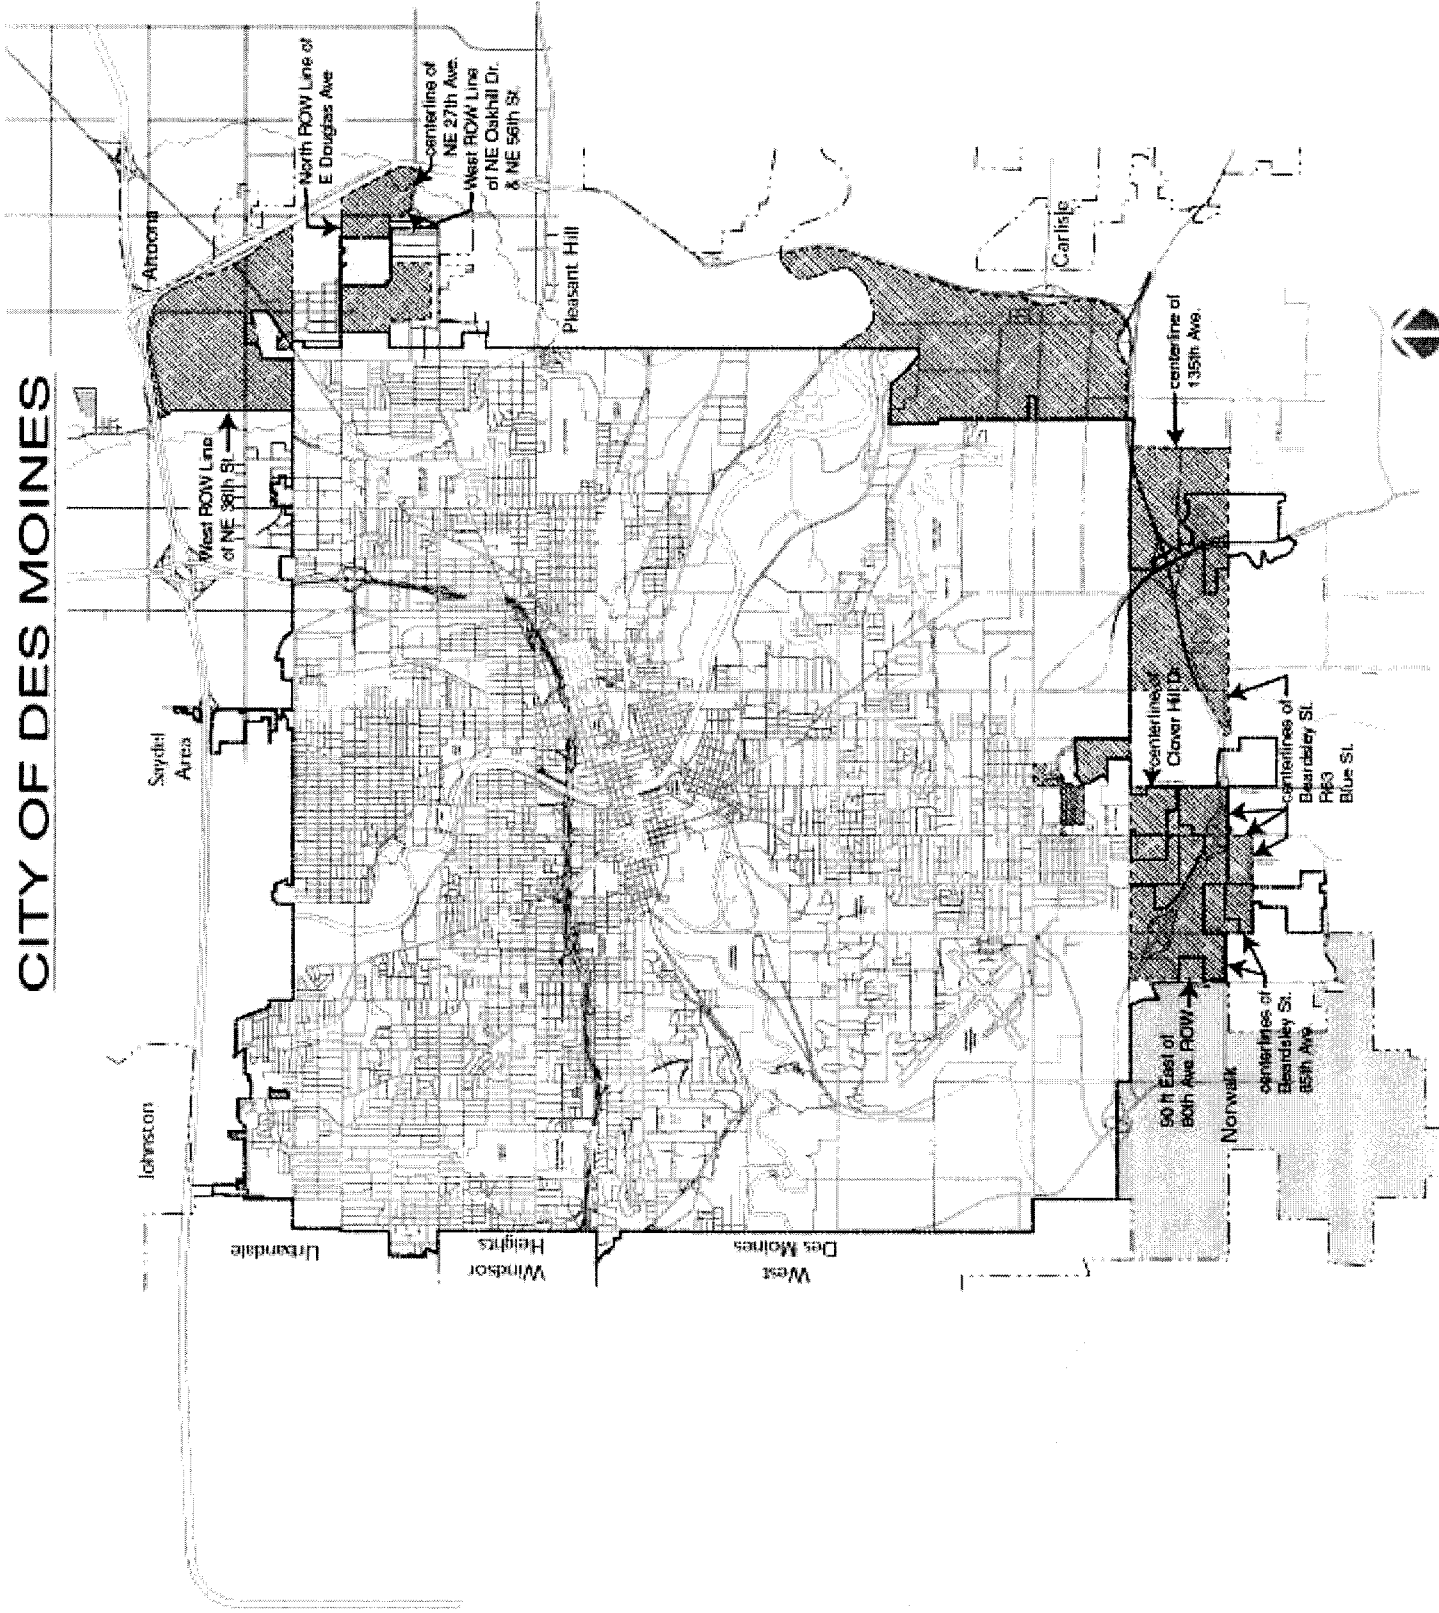 CITY OF DES MOINES
Johnston
Saydel
Area
West ROW Line
of NE 38th St.
Altoona
North ROW Line of
E Douglas Ave
centerline of
NE 27th Ave.
West ROW Line
of NE Oakhill Dr.
& NE 56th St.
Urbandale
Windsor
Heights
West
Des Moines
Pleasant Hill
Carlisle
centerline of
135th Ave.
centerline of
Clover Hill Dr
centerlines of
Beardsley St.
R63
Blue St.
90 ft East of
80th Ave. ROW
Norwalk
centerlines of
Beardsley St.
85th Ave.